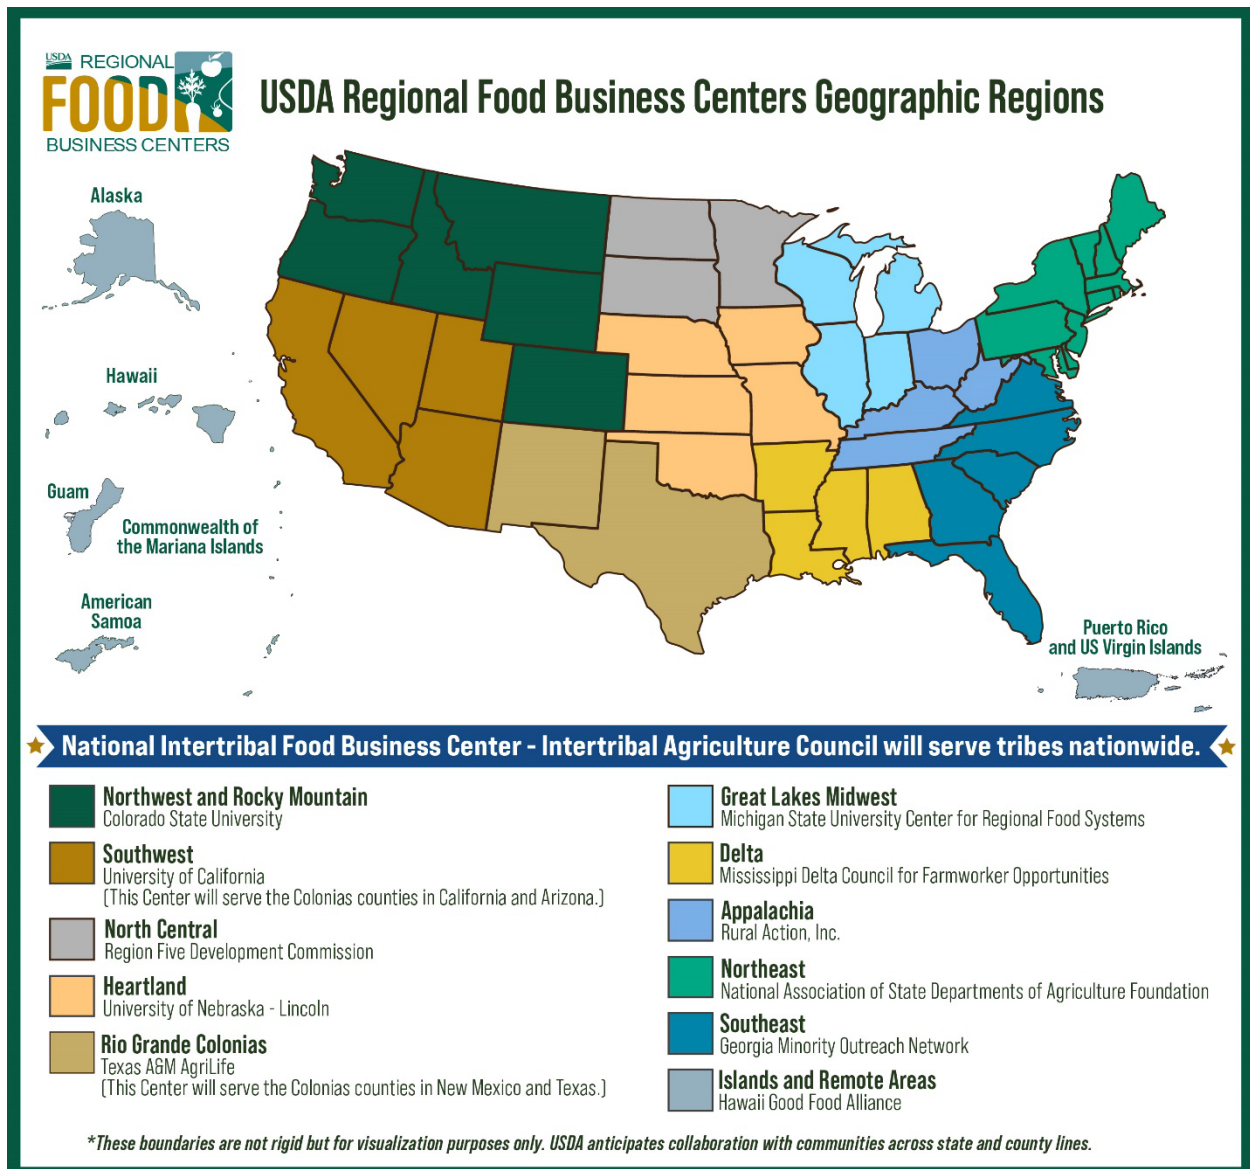 USDA REGIONAL
FOOD
BUSINESS CENTERS
USDA Regional Food Business Centers Geographic Regions
Alaska
Hawaii
Guam
Commonwealth of
the Mariana Islands
American
Samoa
Puerto Rico
and US Virgin Islands
National Intertribal Food Business Center - Intertribal Agriculture Council will serve tribes nationwide.
Northwest and Rocky Mountain
Colorado State University
Southwest
University of California
(This Center will serve the Colonias counties in California and Arizona.)
North Central
Region Five Development Commission
Heartland
University of Nebraska - Lincoln
Rio Grande Colonias
Texas A&M AgriLife
(This Center will serve the Colonias counties in New Mexico and Texas.)
Great Lakes Midwest
Michigan State University Center for Regional Food Systems
Delta
Mississippi Delta Council for Farmworker Opportunities
Appalachia
Rural Action, Inc.
Northeast
National Association of State Departments of Agriculture Foundation
Southeast
Georgia Minority Outreach Network
Islands and Remote Areas
Hawaii Good Food Alliance
*These boundaries are not rigid but for visualization purposes only. USDA anticipates collaboration with communities across state and county lines.